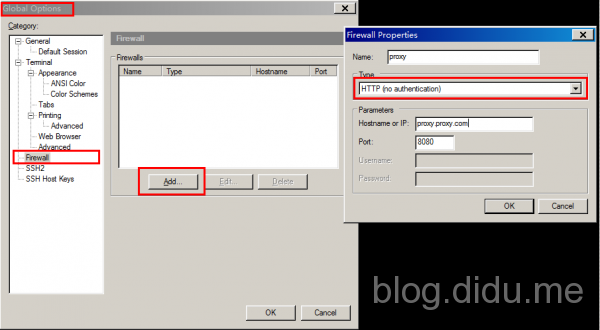 Global Options
Category:
General
Default Session
Terminal
Appearance
ANSI Color
Color Schemes
Tabs
Printing
Advanced
Web Browser
Advanced
Firewall
SSH2
SSH Host Keys
Firewall
Firewalls
Name Type Hostname Port
Add... Edit... Delete
OK Cancel
Firewall Properties
Name: proxy
Type
HTTP (no authentication)
Parameters
Hostname or IP: proxy.proxy.com
Port: 8080
Username:
Password:
OK Cancel
blog.didu.me